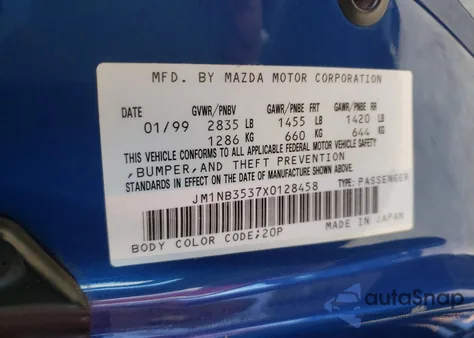 MFD. BY MAZDA MOTOR CORPORATION
DATE GVWR/PNBV GAWR/PNBE FRT GAWR/PNBE RR
01/99 2835 LB 1455 LB 1420 LB
1286 KG 660 KG 644 KG
THIS VEHICLE CONFORMS TO ALL APPLICABLE FEDERAL MOTOR VEHICLE SAFETY
,BUMPER,AND THEFT PREVENTION
STANDARDS IN EFFECT ON THE DATE OF MANUFACTURE SHOWN ABOVE.
JM1NB3537X0128458 TYPE: PASSENGER
BODY COLOR CODE;20P MADE IN JAPAN
autoSnap